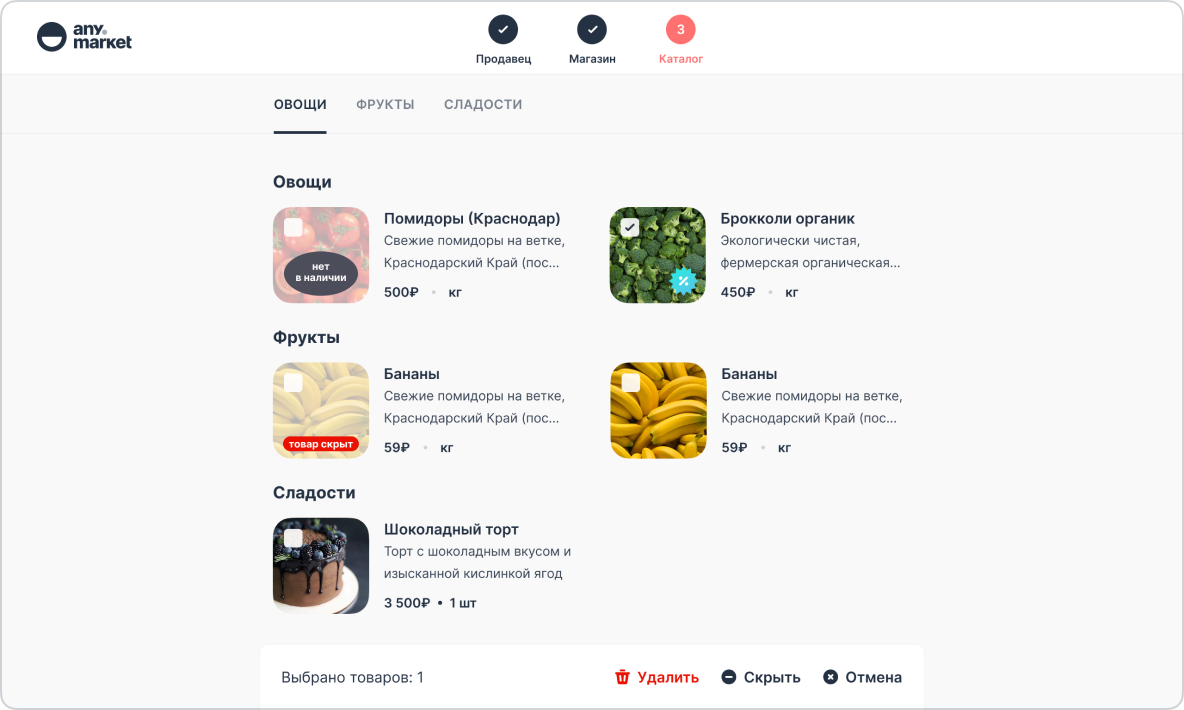 any.
market
Продавец
Магазин
3
Каталог
ОВОЩИ
ФРУКТЫ
СЛАДОСТИ
Овощи
нет
в наличии
Помидоры (Краснодар)
Свежие помидоры на ветке,
Краснодарский Край (пос...
500₽ • кг
%
Брокколи органик
Экологически чистая,
фермерская органическая...
450₽ • кг
Фрукты
товар скрыт
Бананы
Свежие помидоры на ветке,
Краснодарский Край (пос...
59₽ • кг
Бананы
Свежие помидоры на ветке,
Краснодарский Край (пос...
59₽ • кг
Сладости
Шоколадный торт
Торт с шоколадным вкусом и
изысканной кислинкой ягод
3 500₽ • 1 шт
Выбрано товаров: 1
Удалить
Скрыть
Отмена